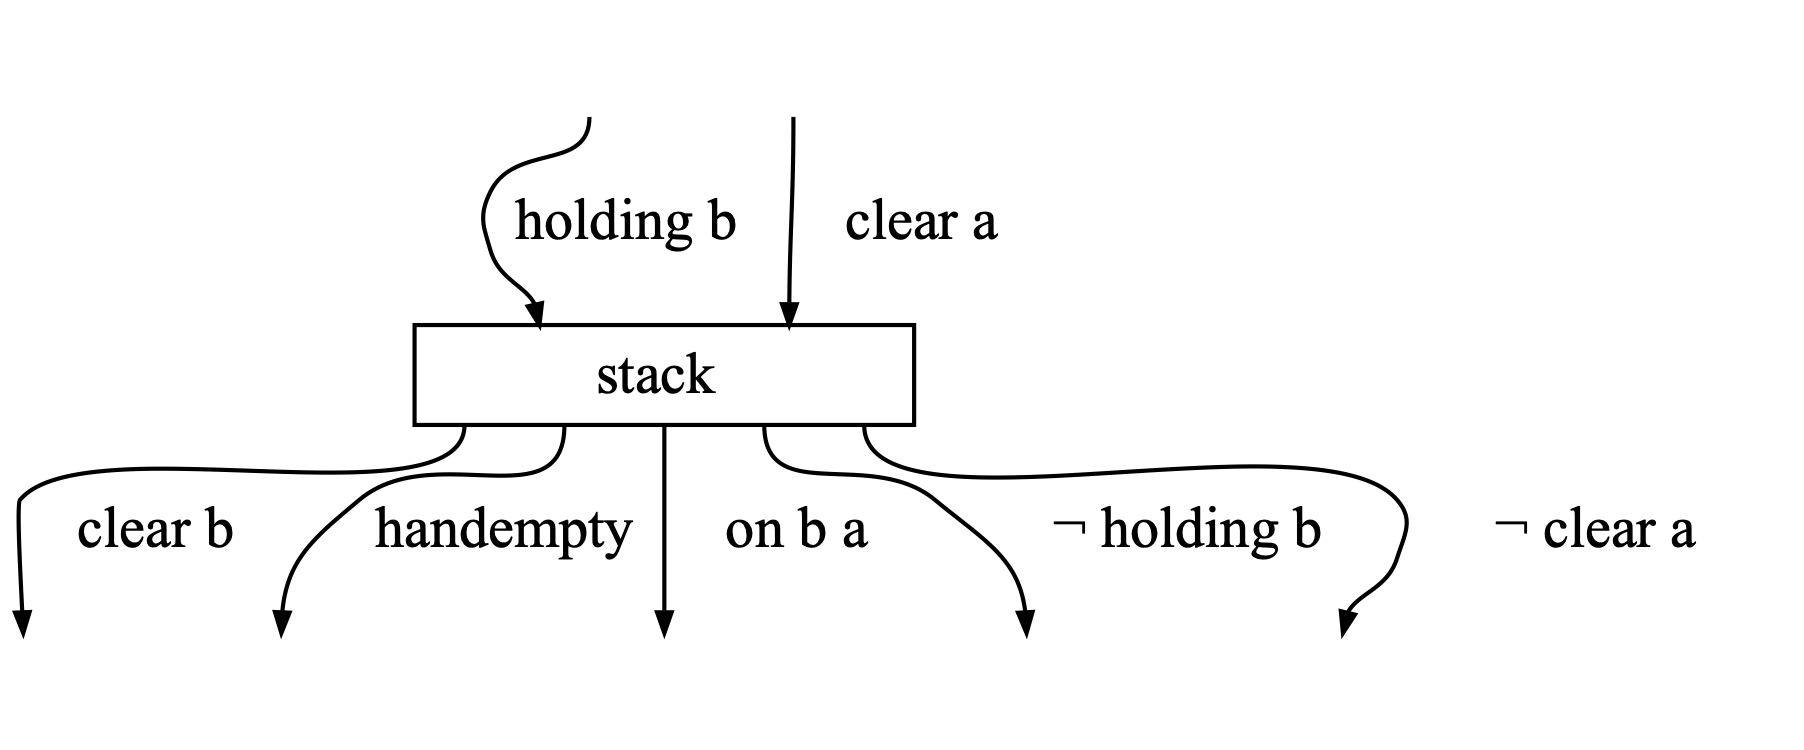 holding b clear a
stack
clear b handempty on b a ¬ holding b ¬ clear a